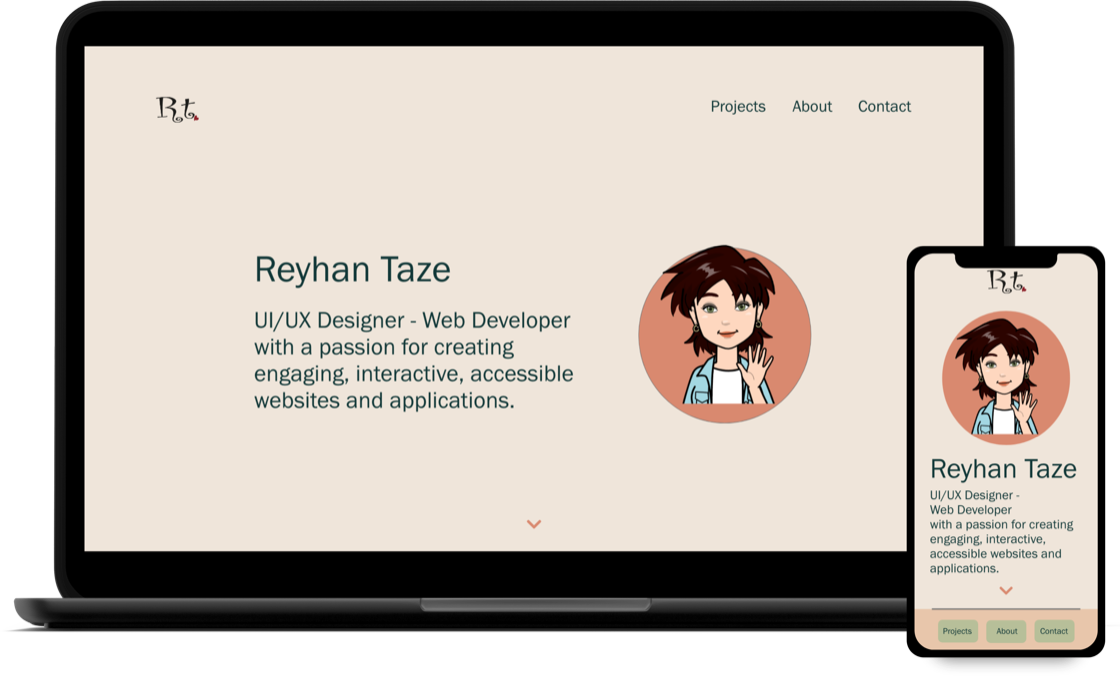 Rt
Projects About Contact
Reyhan Taze
UI/UX Designer - Web Developer
with a passion for creating
engaging, interactive, accessible
websites and applications.
Rt
Reyhan Taze
UI/UX Designer -
Web Developer
with a passion for creating
engaging, interactive,
accessible websites and
applications.
Projects About Contact